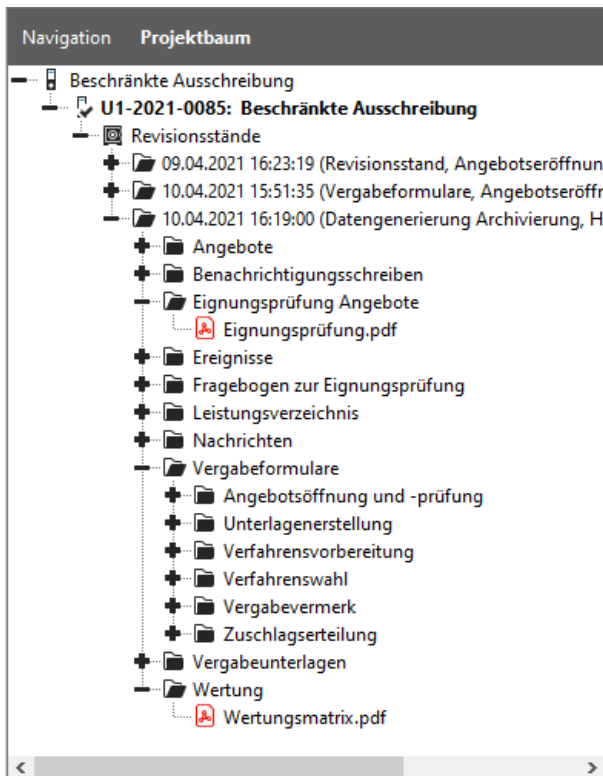 Navigation Projektbaum
Beschränkte Ausschreibung
U1-2021-0085: Beschränkte Ausschreibung
Revisionsstände
09.04.2021 16:23:19 (Revisionsstand, Angebotseröffnun
10.04.2021 15:51:35 (Vergabeformulare, Angebotseröffr
10.04.2021 16:19:00 (Datengenerierung Archivierung, H
Angebote
Benachrichtigungsschreiben
Eignungsprüfung Angebote
Eignungsprüfung.pdf
Ereignisse
Fragebogen zur Eignungsprüfung
Leistungsverzeichnis
Nachrichten
Vergabeformulare
Angebotsöffnung und -prüfung
Unterlagenerstellung
Verfahrensvorbereitung
Verfahrenswahl
Vergabevermerk
Zuschlagserteilung
Vergabeunterlagen
Wertung
Wertungsmatrix.pdf